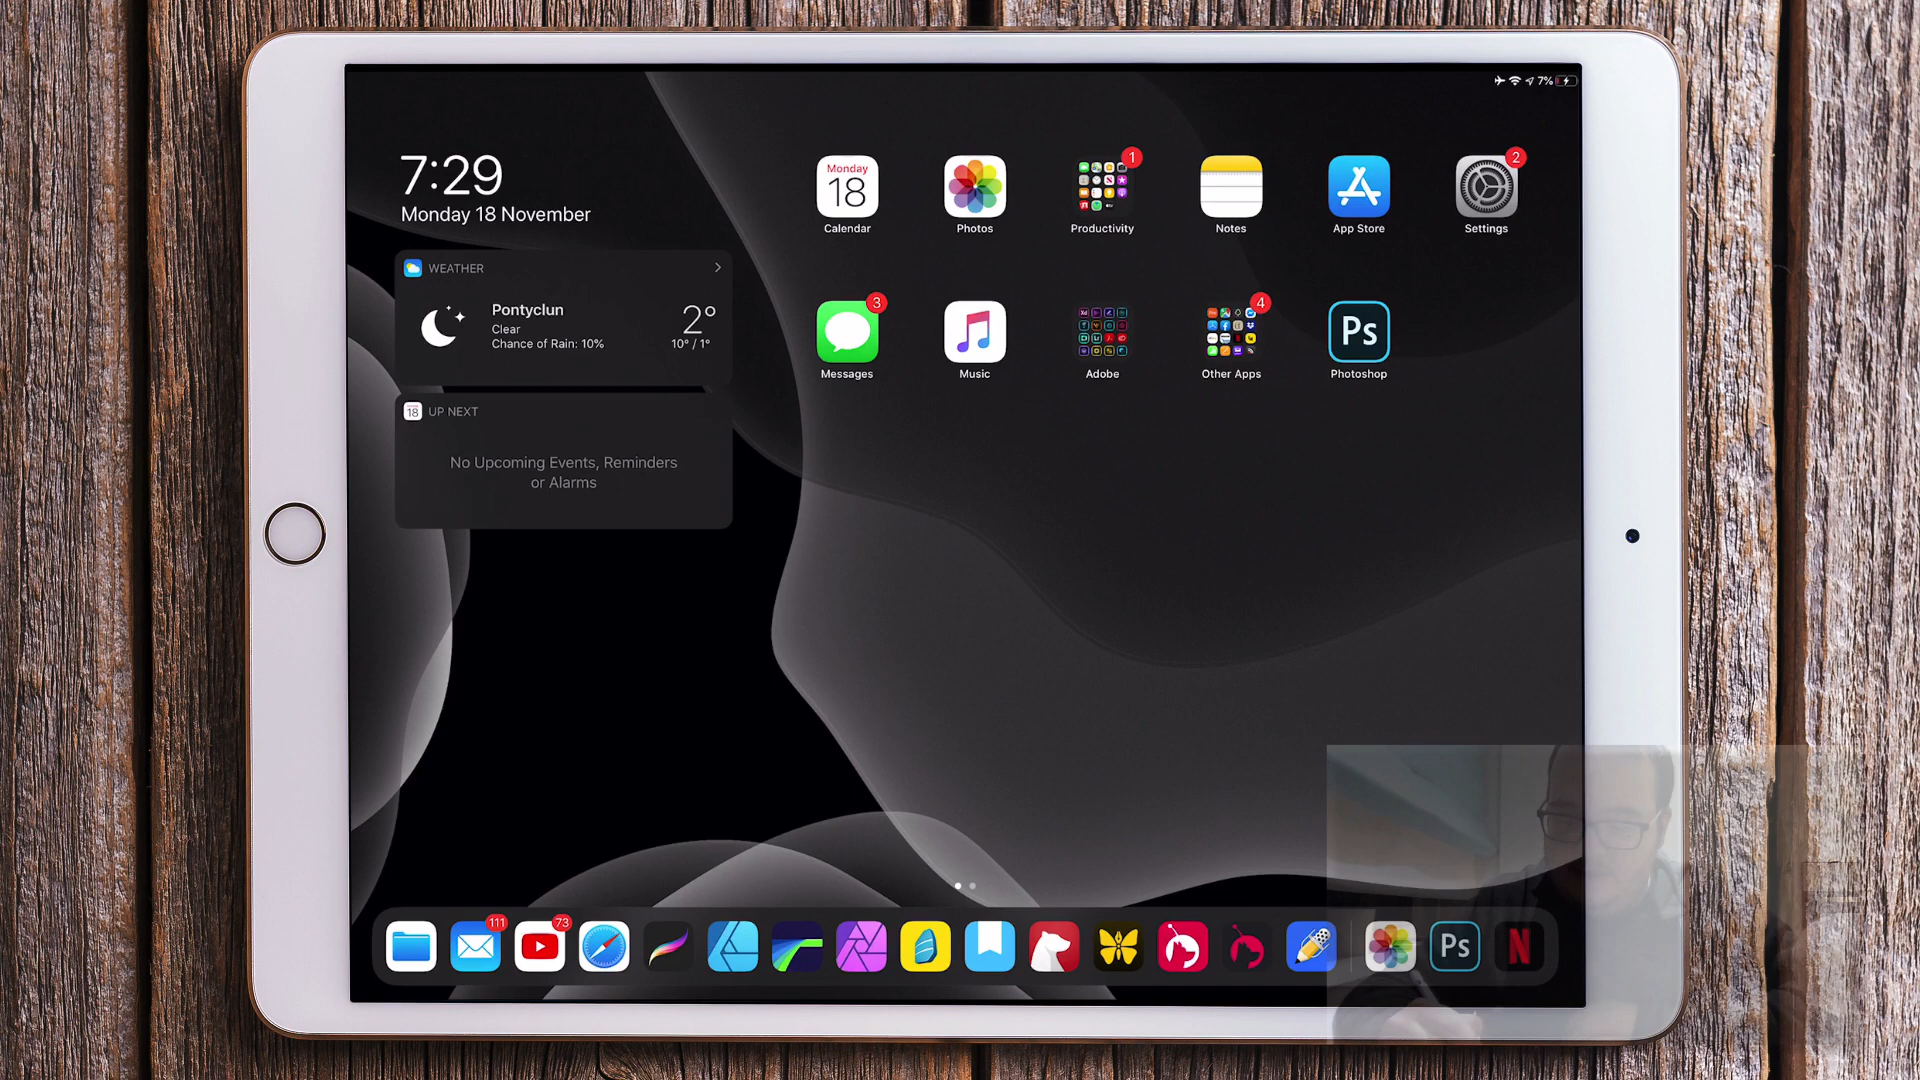 7%
7:29
Monday 18 November
WEATHER
Pontyclun
Clear
Chance of Rain: 10%
2°
10° / 1°
18 UP NEXT
No Upcoming Events, Reminders
or Alarms
Monday
18
1
2
Calendar
Photos
Productivity
Notes
App Store
Settings
3
4
Ps
Messages
Music
Adobe
Other Apps
Photoshop
111
73
Ps
N